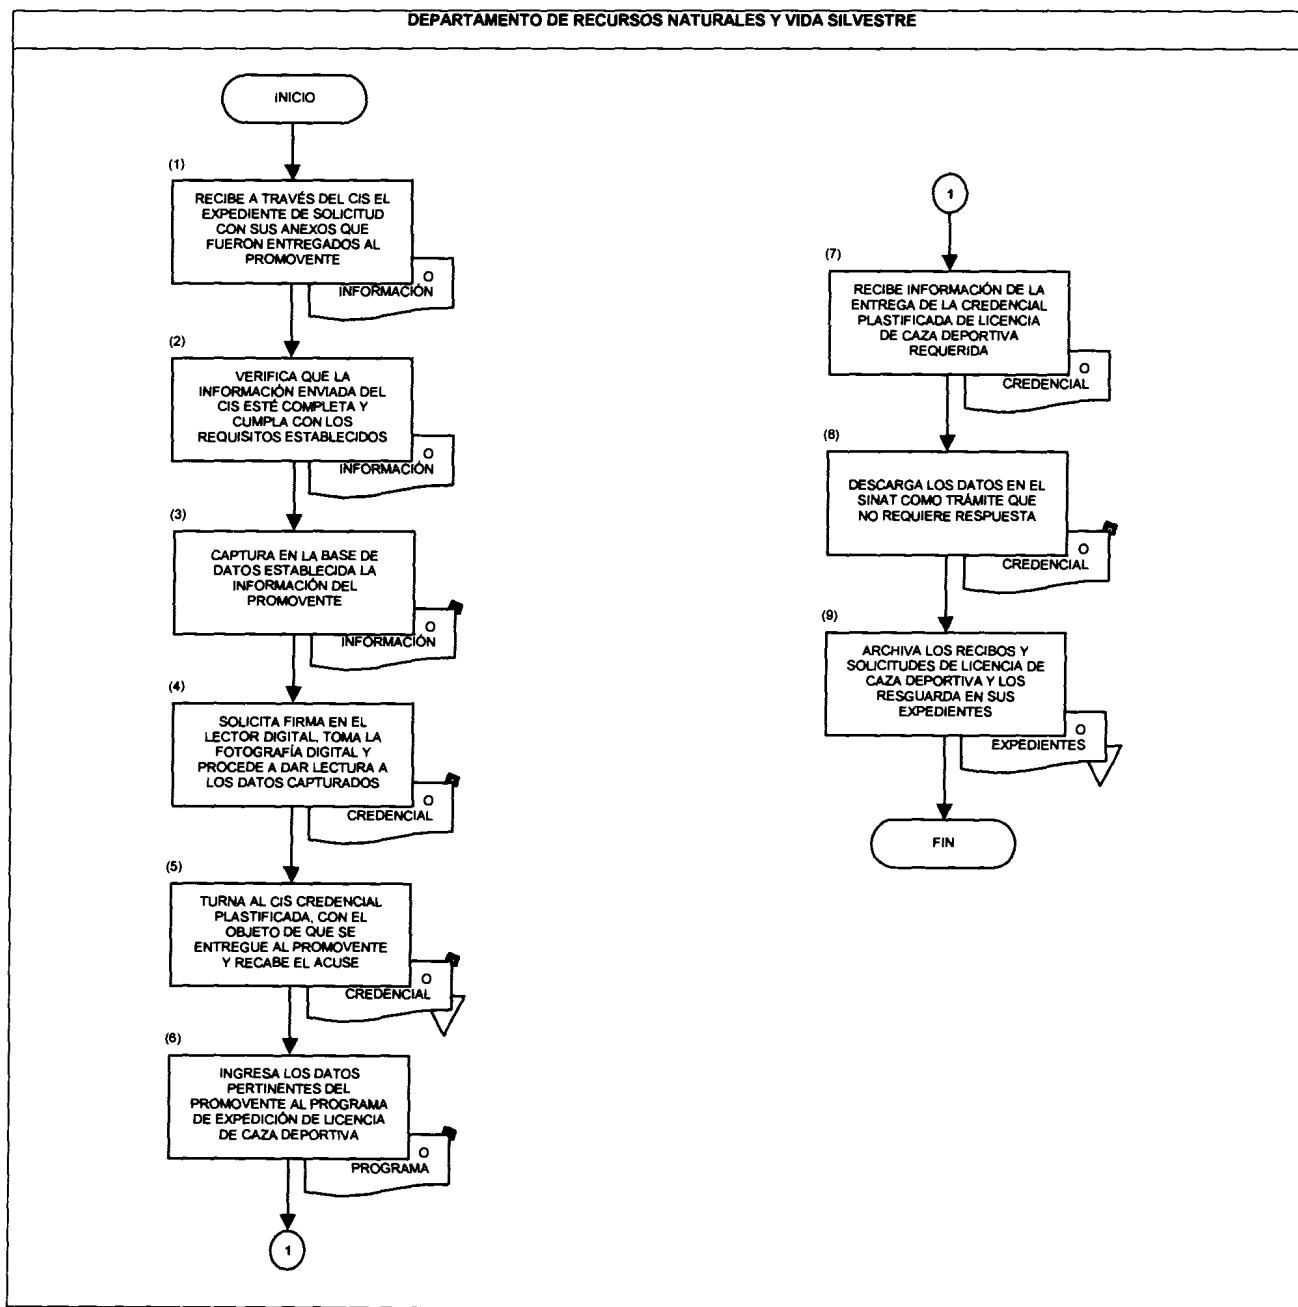 DEPARTAMENTO DE RECURSOS NATURALES Y VIDA SILVESTRE
INICIO
(1)
RECIBE A TRAVÉS DEL CIS EL
EXPEDIENTE DE SOLICITUD
CON SUS ANEXOS QUE
FUERON ENTREGADOS AL
PROMOVENTE
O
INFORMACIÓN
(2)
VERIFICA QUE LA
INFORMACIÓN ENVIADA DEL
CIS ESTÉ COMPLETA Y
CUMPLA CON LOS
REQUISITOS ESTABLECIDOS
O
INFORMACIÓN
(3)
CAPTURA EN LA BASE DE
DATOS ESTABLECIDA LA
INFORMACIÓN DEL
PROMOVENTE
O
INFORMACIÓN
(4)
SOLICITA FIRMA EN EL
LECTOR DIGITAL, TOMA LA
FOTOGRAFÍA DIGITAL Y
PROCEDE A DAR LECTURA A
LOS DATOS CAPTURADOS
O
CREDENCIAL
(5)
TURNA AL CIS CREDENCIAL
PLASTIFICADA, CON EL
OBJETO DE QUE SE
ENTREGUE AL PROMOVENTE
Y RECABE EL ACUSE
O
CREDENCIAL
(6)
INGRESA LOS DATOS
PERTINENTES DEL
PROMOVENTE AL PROGRAMA
DE EXPEDICIÓN DE LICENCIA
DE CAZA DEPORTIVA
O
PROGRAMA
1
1
(7)
RECIBE INFORMACIÓN DE LA
ENTREGA DE LA CREDENCIAL
PLASTIFICADA DE LICENCIA
DE CAZA DEPORTIVA
REQUERIDA
O
CREDENCIAL
(8)
DESCARGA LOS DATOS EN EL
SINAT COMO TRÁMITE QUE
NO REQUIERE RESPUESTA
O
CREDENCIAL
(9)
ARCHIVA LOS RECIBOS Y
SOLICITUDES DE LICENCIA DE
CAZA DEPORTIVA Y LOS
RESGUARDA EN SUS
EXPEDIENTES
O
EXPEDIENTES
FIN